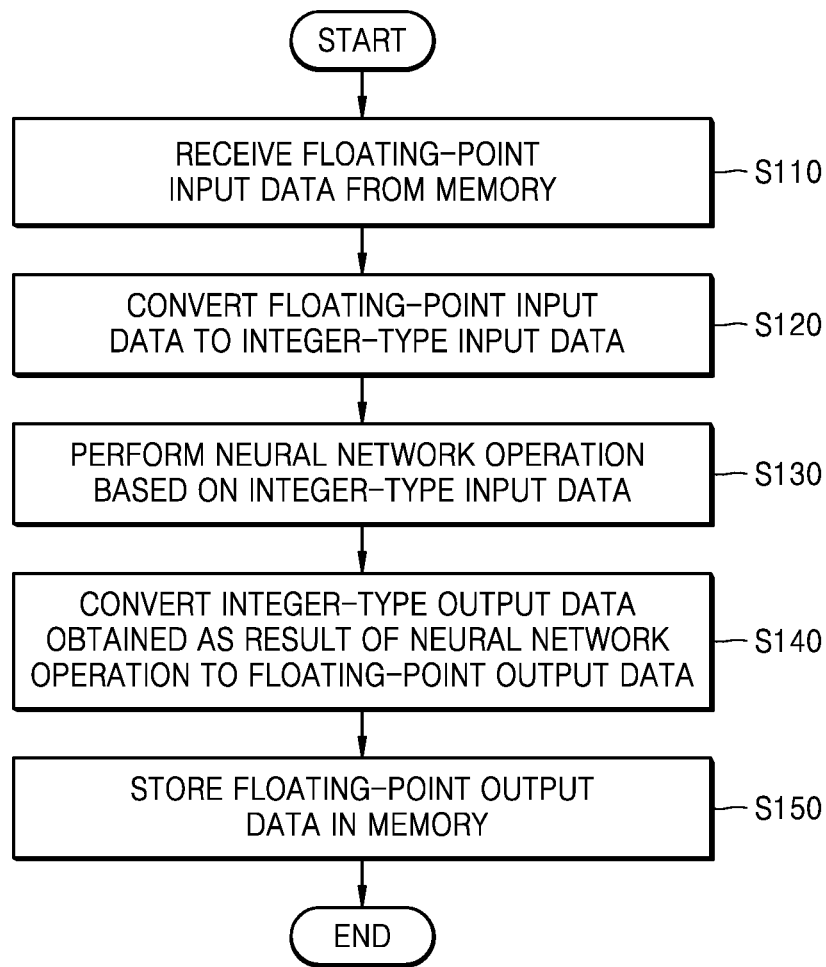 START
RECEIVE FLOATING-POINT
INPUT DATA FROM MEMORY
S110
CONVERT FLOATING-POINT INPUT
DATA TO INTEGER-TYPE INPUT DATA
S120
PERFORM NEURAL NETWORK OPERATION
BASED ON INTEGER-TYPE INPUT DATA
S130
CONVERT INTEGER-TYPE OUTPUT DATA
OBTAINED AS RESULT OF NEURAL NETWORK
OPERATION TO FLOATING-POINT OUTPUT DATA
S140
STORE FLOATING-POINT OUTPUT
DATA IN MEMORY
S150
END